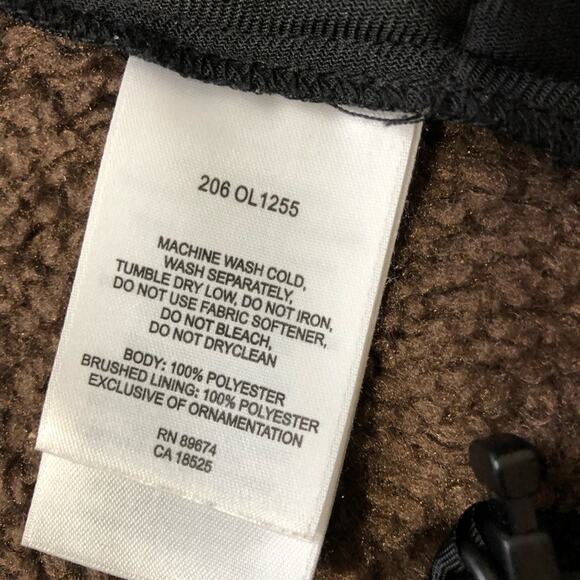 206 OL1255
MACHINE WASH COLD,
WASH SEPARATELY,
TUMBLE DRY LOW, DO NOT IRON,
DO NOT USE FABRIC SOFTENER,
DO NOT BLEACH,
DO NOT DRYCLEAN
BODY: 100% POLYESTER
BRUSHED LINING: 100% POLYESTER
EXCLUSIVE OF ORNAMENTATION
RN 89674
CA 18525